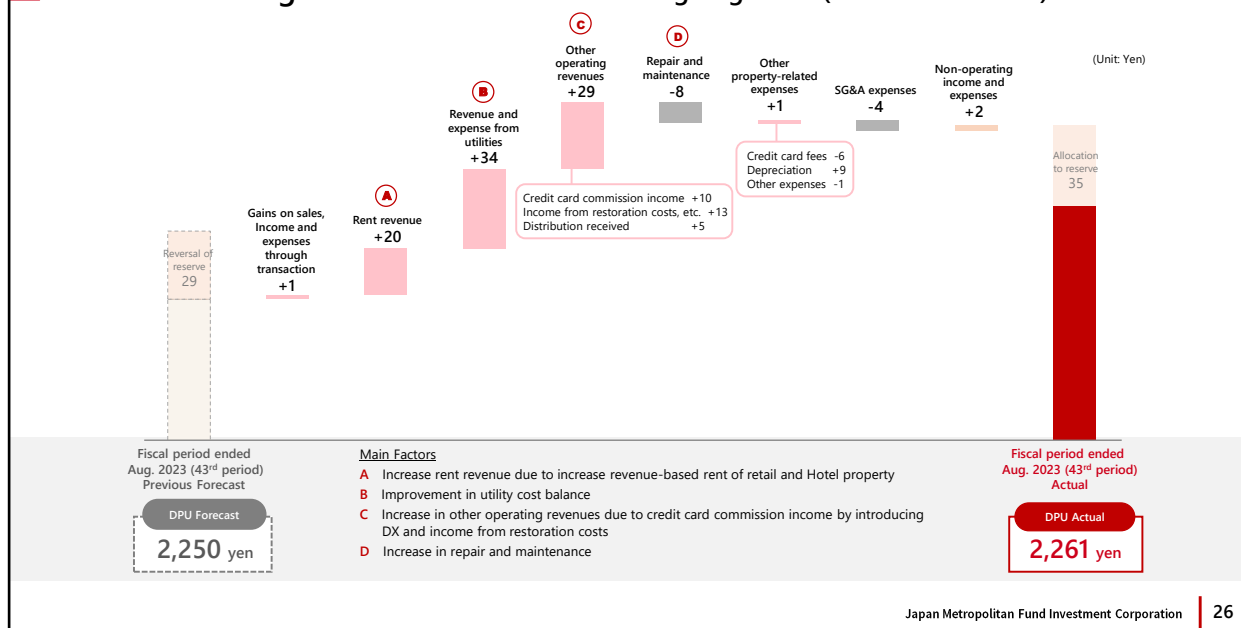 C
Other
operating
revenues
+29
D
Repair and
maintenance
-8
Other
property-related
expenses
+1
SG&A expenses
-4
Non-operating
income and
expenses
+2
(Unit: Yen)
B
Revenue and
expense from
utilities
+34
Credit card fees -6
Depreciation +9
Other expenses -1
Allocation
to reserve
35
A
Rent revenue
+20
Credit card commission income +10
Income from restoration costs, etc. +13
Distribution received +5
Gains on sales,
Income and
expenses
through
transaction
+1
Reversal of
reserve
29
Fiscal period ended
Aug. 2023 (43rd period)
Previous Forecast
DPU Forecast
2,250 yen
Main Factors
A Increase rent revenue due to increase revenue-based rent of retail and Hotel property
B Improvement in utility cost balance
C Increase in other operating revenues due to credit card commission income by introducing
DX and income from restoration costs
D Increase in repair and maintenance
Fiscal period ended
Aug. 2023 (43rd period)
Actual
DPU Actual
2,261 yen
Japan Metropolitan Fund Investment Corporation 26